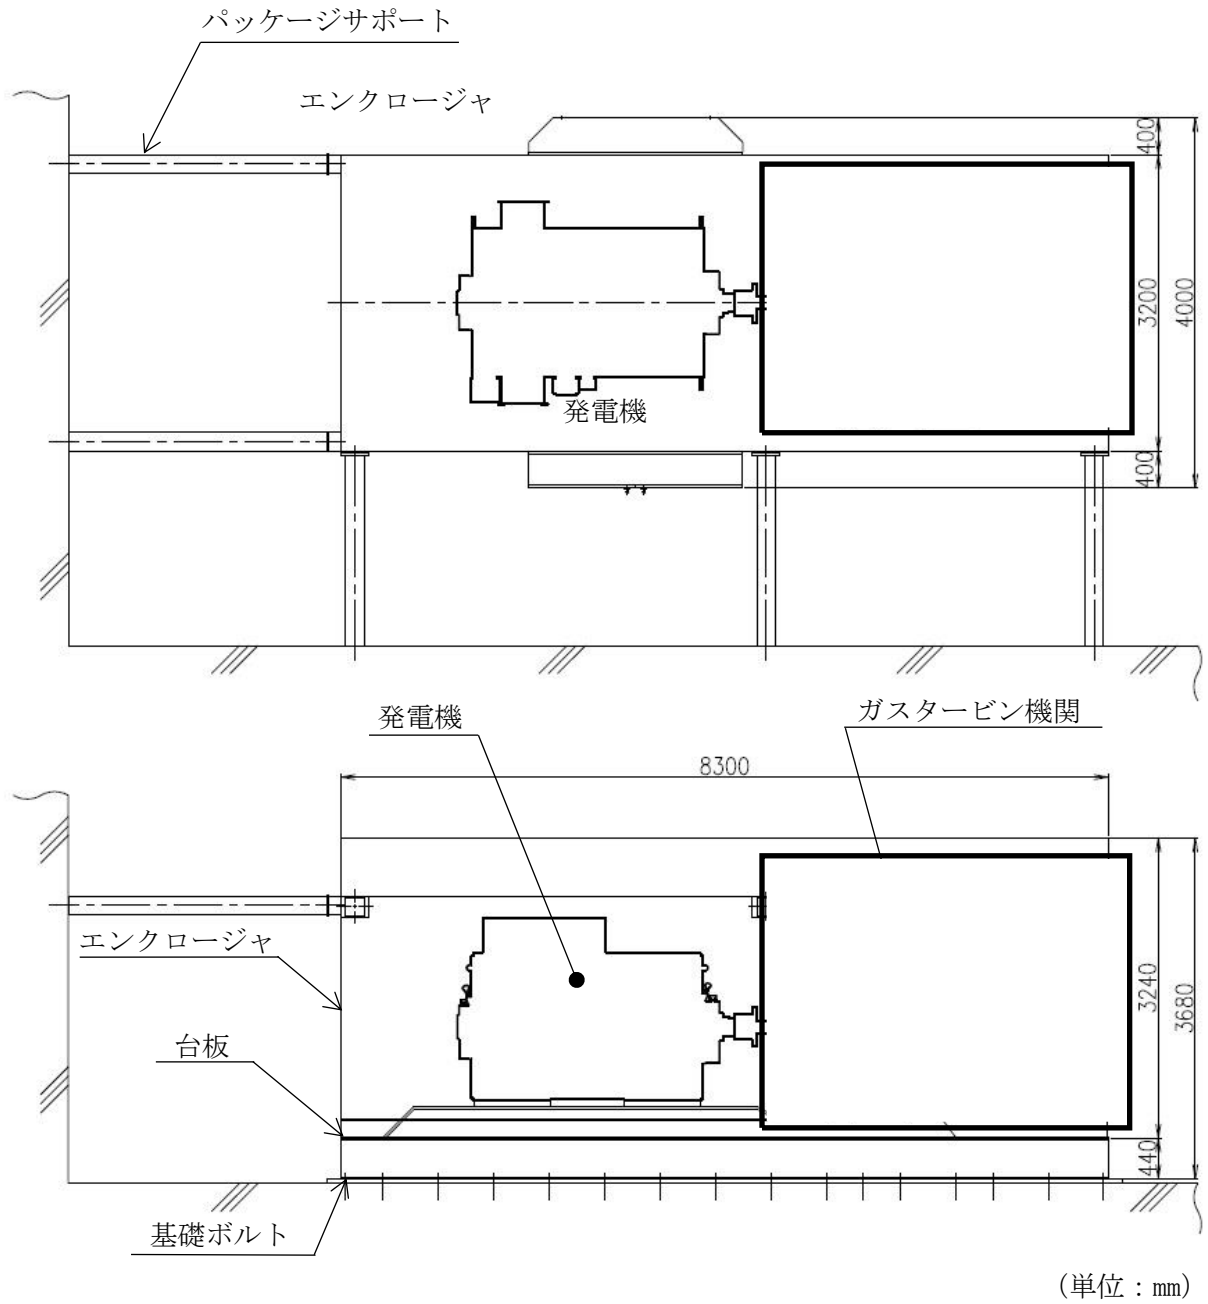 パッケージサポート
エンクロージャ
400
3200
4000
発電機
400
発電機
ガスタービン機関
8300
エンクロージャ
3240
3680
台板
440
基礎ボルト
(単位:mm)